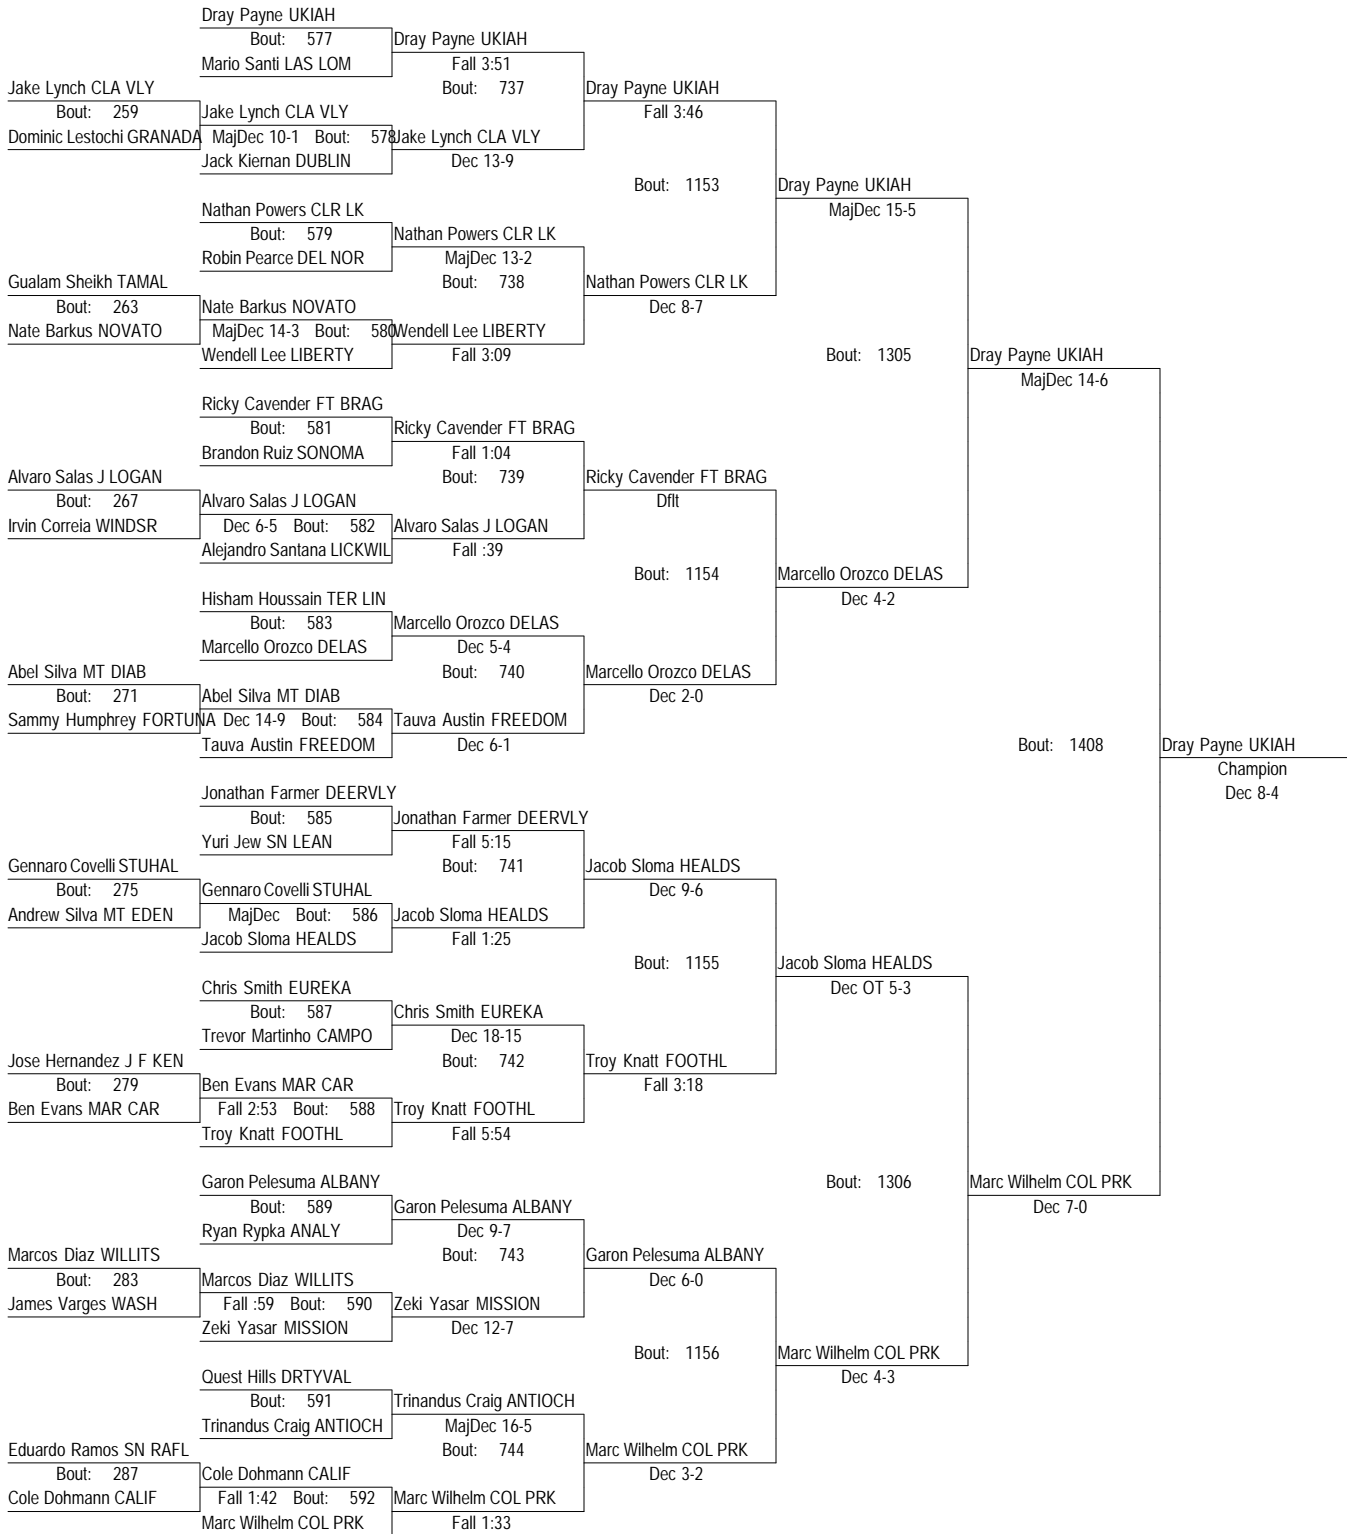 Dray Payne UKIAH
Bout: 577 Dray Payne UKIAH
Mario Santi LAS LOM Fall 3:51
Jake Lynch CLA VLY Bout: 737 Dray Payne UKIAH
Bout: 259 Jake Lynch CLA VLY Fall 3:46
Dominic Lestochi GRANADA MajDec 10-1 Bout: 578 Jake Lynch CLA VLY
Jack Kiernan DUBLIN Dec 13-9
Bout: 1153 Dray Payne UKIAH
Nathan Powers CLR LK MajDec 15-5
Bout: 579 Nathan Powers CLR LK
Robin Pearce DEL NOR MajDec 13-2
Gualam Sheikh TAMAL Bout: 738 Nathan Powers CLR LK
Bout: 263 Nate Barkus NOVATO Dec 8-7
Nate Barkus NOVATO MajDec 14-3 Bout: 580 Wendell Lee LIBERTY
Wendell Lee LIBERTY Fall 3:09 Bout: 1305 Dray Payne UKIAH
MajDec 14-6
Ricky Cavender FT BRAG
Bout: 581 Ricky Cavender FT BRAG
Brandon Ruiz SONOMA Fall 1:04
Alvaro Salas J LOGAN Bout: 739 Ricky Cavender FT BRAG
Bout: 267 Alvaro Salas J LOGAN Dflt
Irvin Correia WINDSR Dec 6-5 Bout: 582 Alvaro Salas J LOGAN
Alejandro Santana LICKWIL Fall :39
Bout: 1154 Marcello Orozco DELAS
Hisham Houssain TER LIN Dec 4-2
Bout: 583 Marcello Orozco DELAS
Marcello Orozco DELAS Dec 5-4
Abel Silva MT DIAB Bout: 740 Marcello Orozco DELAS
Bout: 271 Abel Silva MT DIAB Dec 2-0
Sammy Humphrey FORTUNA Dec 14-9 Bout: 584 Tauva Austin FREEDOM
Tauva Austin FREEDOM Dec 6-1 Bout: 1408 Dray Payne UKIAH
Champion
Jonathan Farmer DEERVLY Dec 8-4
Bout: 585 Jonathan Farmer DEERVLY
Yuri Jew SN LEAN Fall 5:15
Gennaro Covelli STUHAL Bout: 741 Jacob Sloma HEALDS
Bout: 275 Gennaro Covelli STUHAL Dec 9-6
Andrew Silva MT EDEN MajDec Bout: 586 Jacob Sloma HEALDS
Jacob Sloma HEALDS Fall 1:25
Bout: 1155 Jacob Sloma HEALDS
Chris Smith EUREKA Dec OT 5-3
Bout: 587 Chris Smith EUREKA
Trevor Martinho CAMPO Dec 18-15
Jose Hernandez J F KEN Bout: 742 Troy Knatt FOOTHL
Bout: 279 Ben Evans MAR CAR Fall 3:18
Ben Evans MAR CAR Fall 2:53 Bout: 588 Troy Knatt FOOTHL
Troy Knatt FOOTHL Fall 5:54
Garon Pelesuma ALBANY Bout: 1306 Marc Wilhelm COL PRK
Bout: 589 Garon Pelesuma ALBANY Dec 7-0
Ryan Rypka ANALY Dec 9-7
Marcos Diaz WILLITS Bout: 743 Garon Pelesuma ALBANY
Bout: 283 Marcos Diaz WILLITS Dec 6-0
James Varges WASH Fall :59 Bout: 590 Zeki Yasar MISSION
Zeki Yasar MISSION Dec 12-7
Bout: 1156 Marc Wilhelm COL PRK
Quest Hills DRTYVAL Dec 4-3
Bout: 591 Trinandus Craig ANTIOCH
Trinandus Craig ANTIOCH MajDec 16-5
Eduardo Ramos SN RAFL Bout: 744 Marc Wilhelm COL PRK
Bout: 287 Cole Dohmann CALIF Dec 3-2
Cole Dohmann CALIF Fall 1:42 Bout: 592 Marc Wilhelm COL PRK
Marc Wilhelm COL PRK Fall 1:33